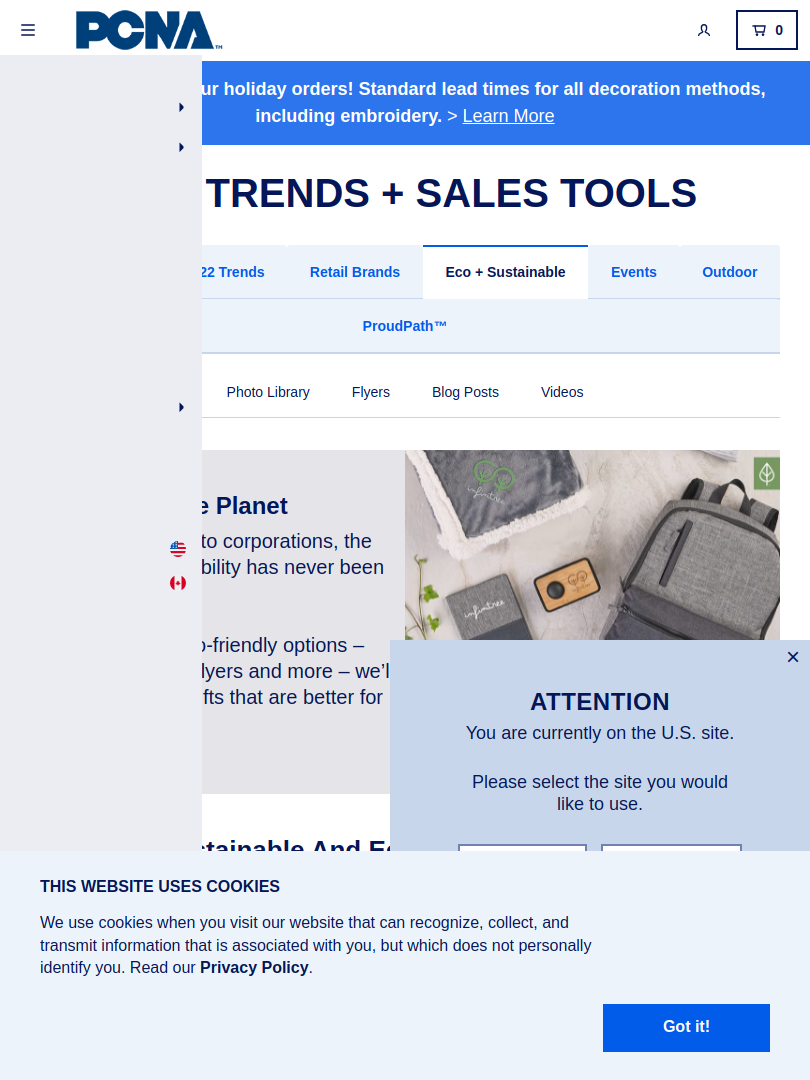 PCNA™
0
ur holiday orders! Standard lead times for all decoration methods,
including embroidery. > Learn More
TRENDS + SALES TOOLS
22 Trends
Retail Brands
Eco + Sustainable
Events
Outdoor
ProudPath™
Photo Library
Flyers
Blog Posts
Videos
e Planet
to corporations, the
bility has never been
o-friendly options –
lyers and more – we'l
fts that are better for
infinitree
infinitree
×
ATTENTION
You are currently on the U.S. site.
Please select the site you would
like to use.
stainable And Ec
THIS WEBSITE USES COOKIES
We use cookies when you visit our website that can recognize, collect, and
transmit information that is associated with you, but which does not personally
identify you. Read our Privacy Policy.
Got it!